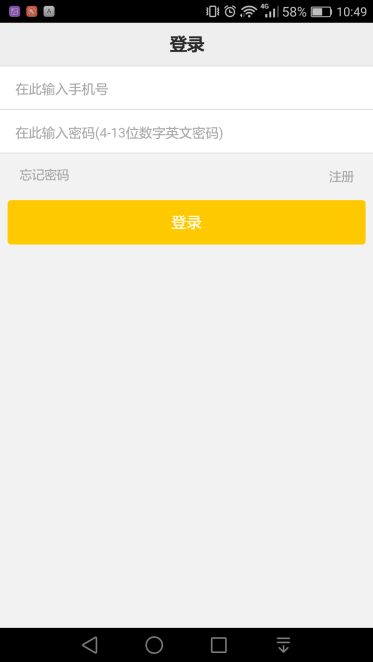 4G 58% 10:49
登录
在此输入手机号
在此输入密码(4-13位数字英文密码)
忘记密码 注册
登录